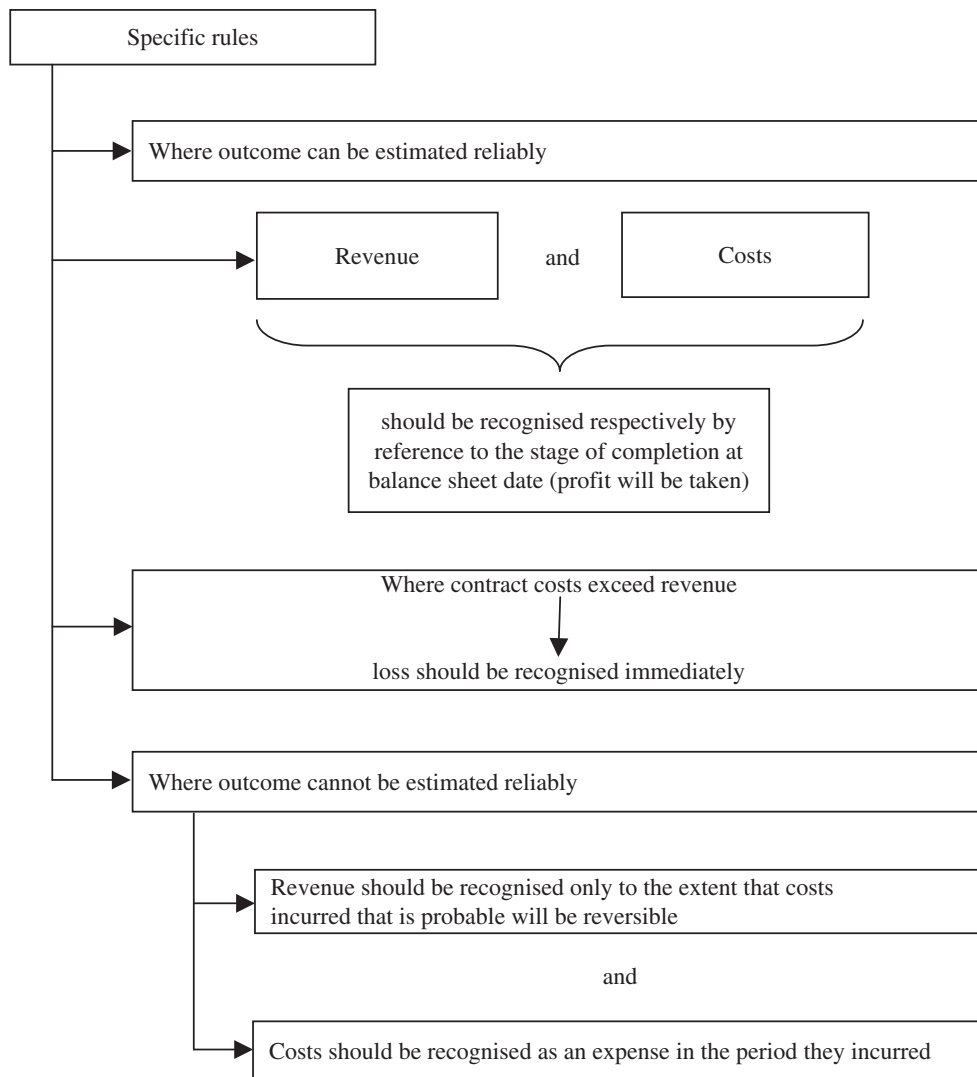 Specific rules
Where outcome can be estimated reliably
Revenue and Costs
should be recognised respectively by
reference to the stage of completion at
balance sheet date (profit will be taken)
Where contract costs exceed revenue
loss should be recognised immediately
Where outcome cannot be estimated reliably
Revenue should be recognised only to the extent that costs
incurred that is probable will be reversible
and
Costs should be recognised as an expense in the period they incurred